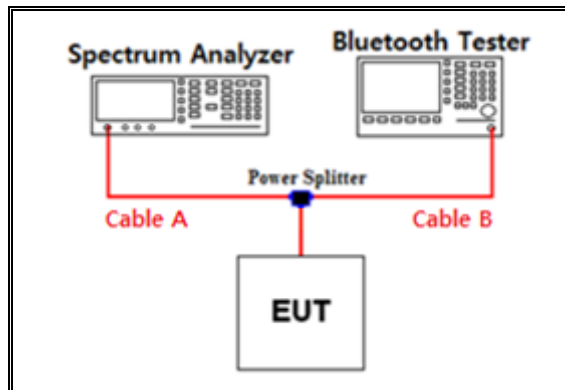 Spectrum Analyzer
Bluetooth Tester
Power Splitter
Cable A
Cable B
EUT